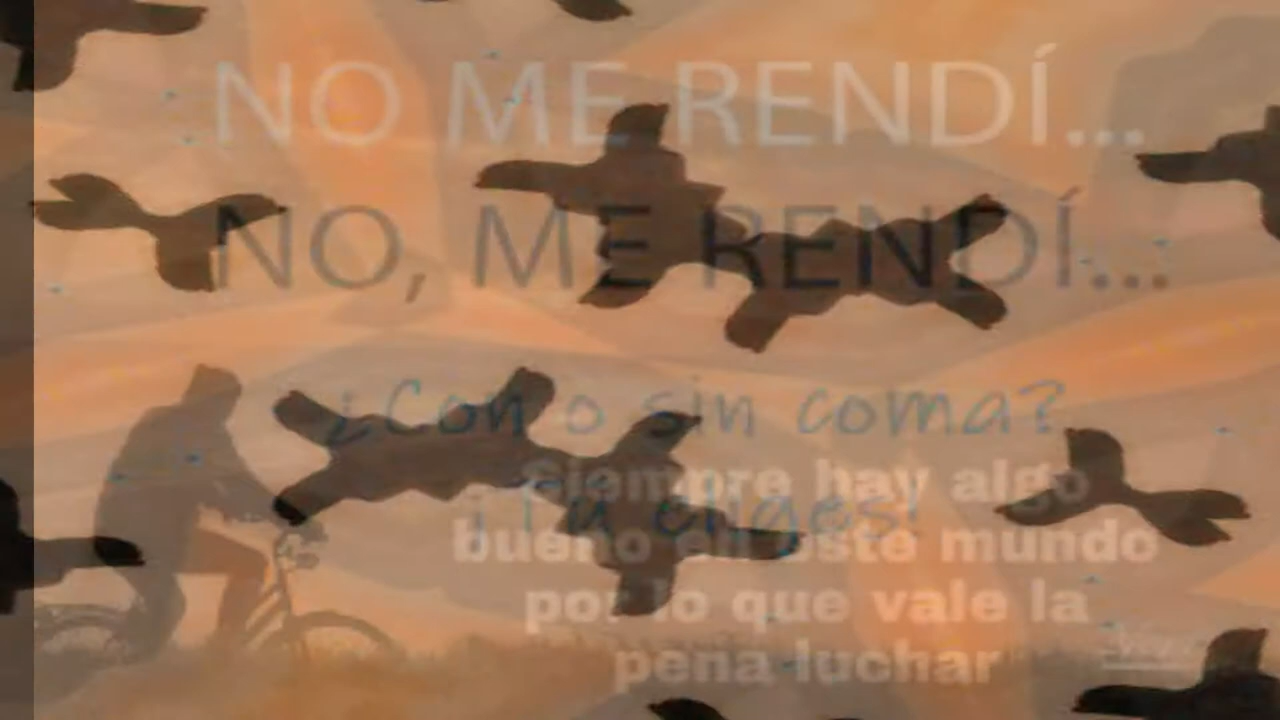 NO ME RENDÍ...
NO, ME RENDÍ...
¿Con o sin coma?
¡Tú eliges!
Siempre hay algo
bueno en este mundo
por lo que vale la
pena luchar